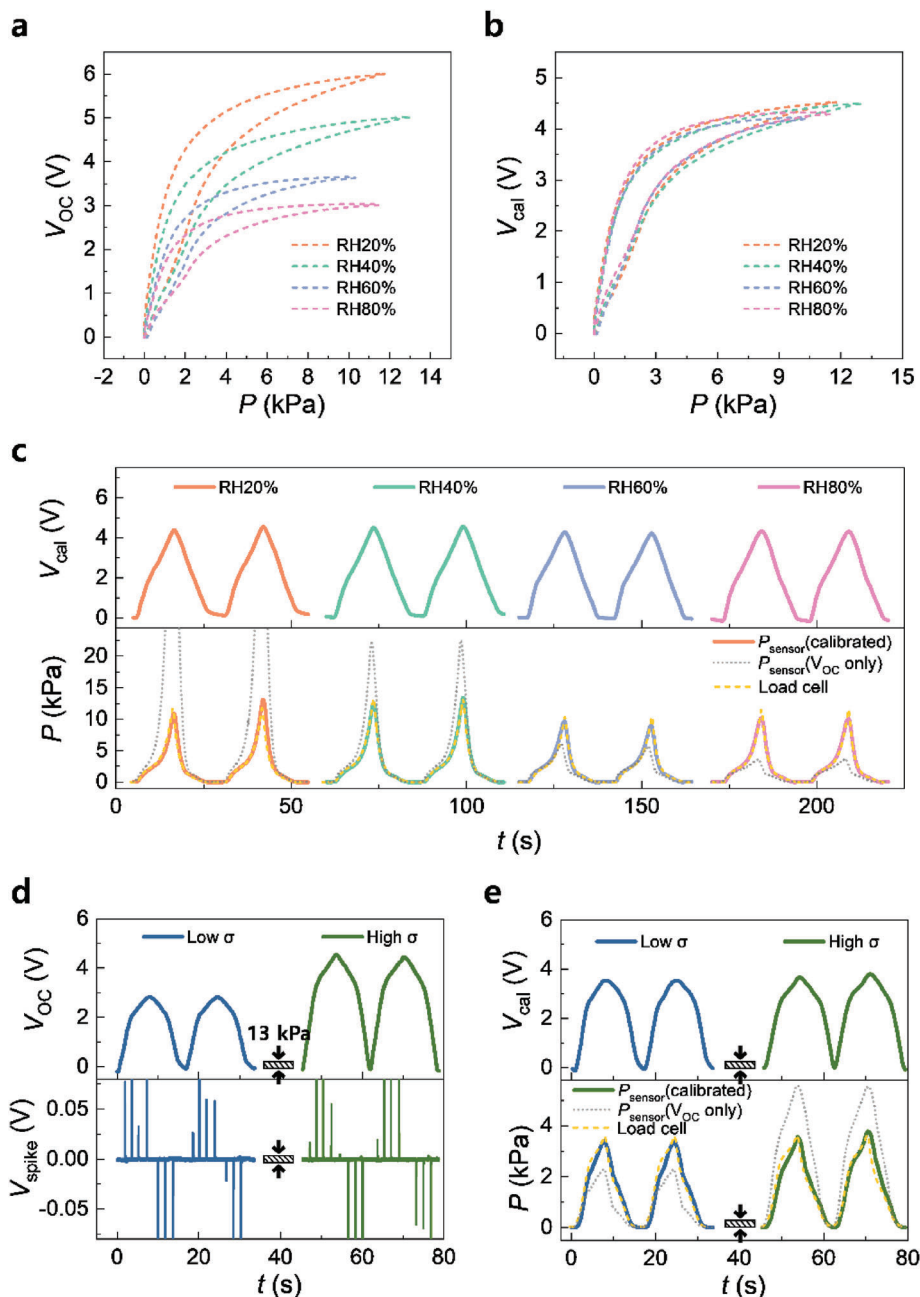 a
b
6
5
4
3
2
1
0
V_OC (V)
RH20%
RH40%
RH60%
RH80%
-2 0 2 4 6 8 10 12 14
P (kPa)
5
4
3
2
1
0
V_cal (V)
RH20%
RH40%
RH60%
RH80%
0 3 6 9 12 15
P (kPa)
c
RH20% RH40% RH60% RH80%
6
4
2
0
V_cal (V)
P_sensor(calibrated)
P_sensor(V_OC only)
Load cell
20
15
10
5
0
P (kPa)
0 50 100 150 200
t (s)
d
Low σ High σ
6
4
2
0
V_OC (V)
13 kPa
0.05
0.00
-0.05
V_spike (V)
0 20 40 60 80
t (s)
e
Low σ High σ
6
4
2
0
V_cal (V)
P_sensor(calibrated)
P_sensor(V_OC only)
Load cell
4
2
0
P (kPa)
0 20 40 60 80
t (s)